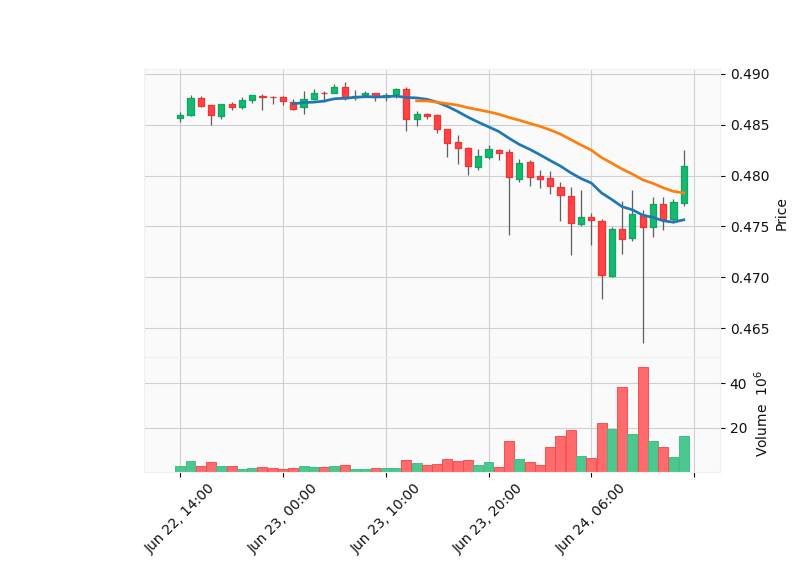 0.490
0.485
0.480
0.475
0.470
0.465
Price
40
20
Volume 10^6
Jun 22, 14:00
Jun 23, 00:00
Jun 23, 10:00
Jun 23, 20:00
Jun 24, 06:00